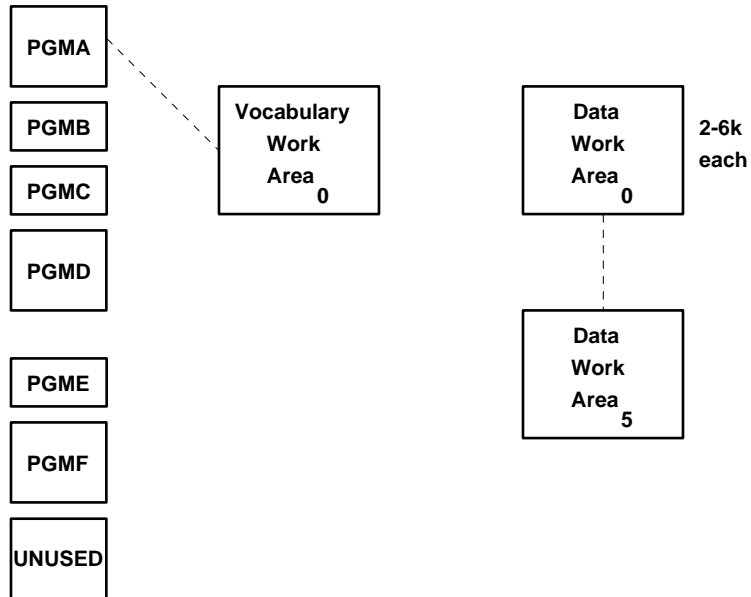 PGMA
PGMB
PGMC
PGMD
PGME
PGMF
UNUSED
Vocabulary
Work
Area
0
Data
Work
Area
0
2-6k
each
Data
Work
Area
5